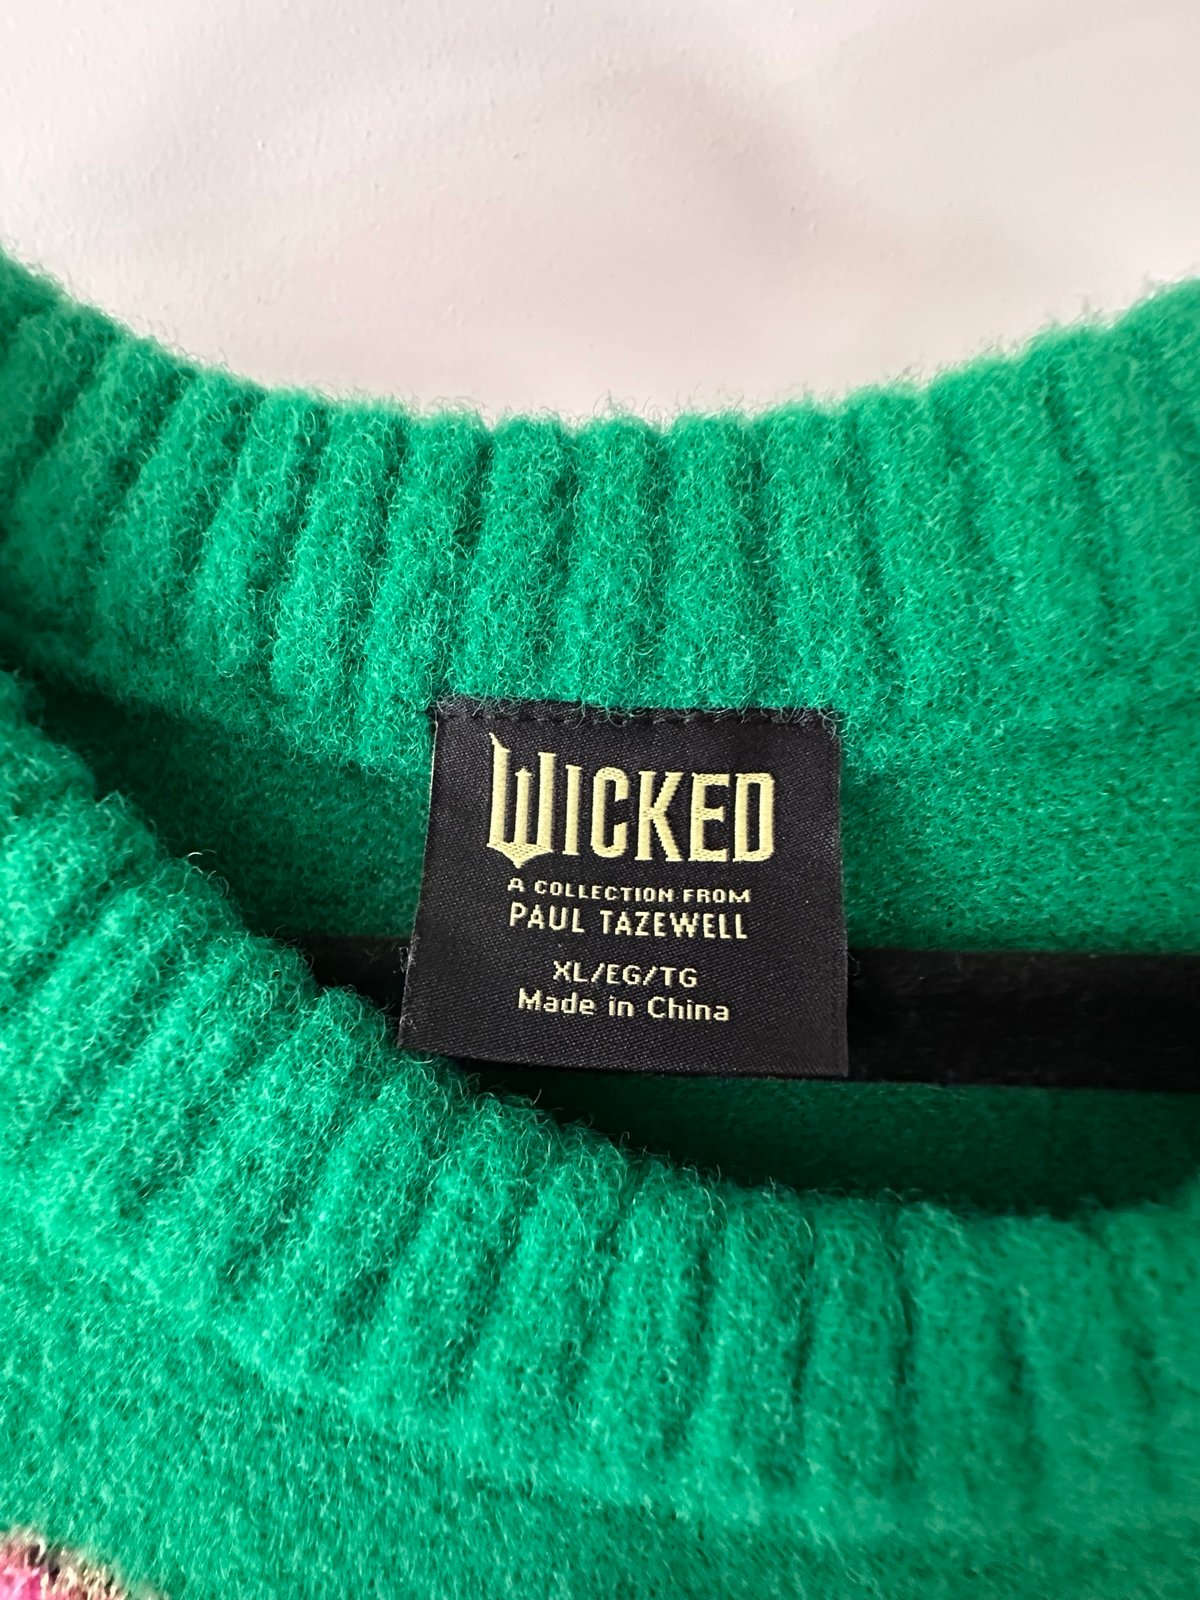 WICKED
A COLLECTION FROM
PAUL TAZEWELL
XL/EG/TG
Made in China